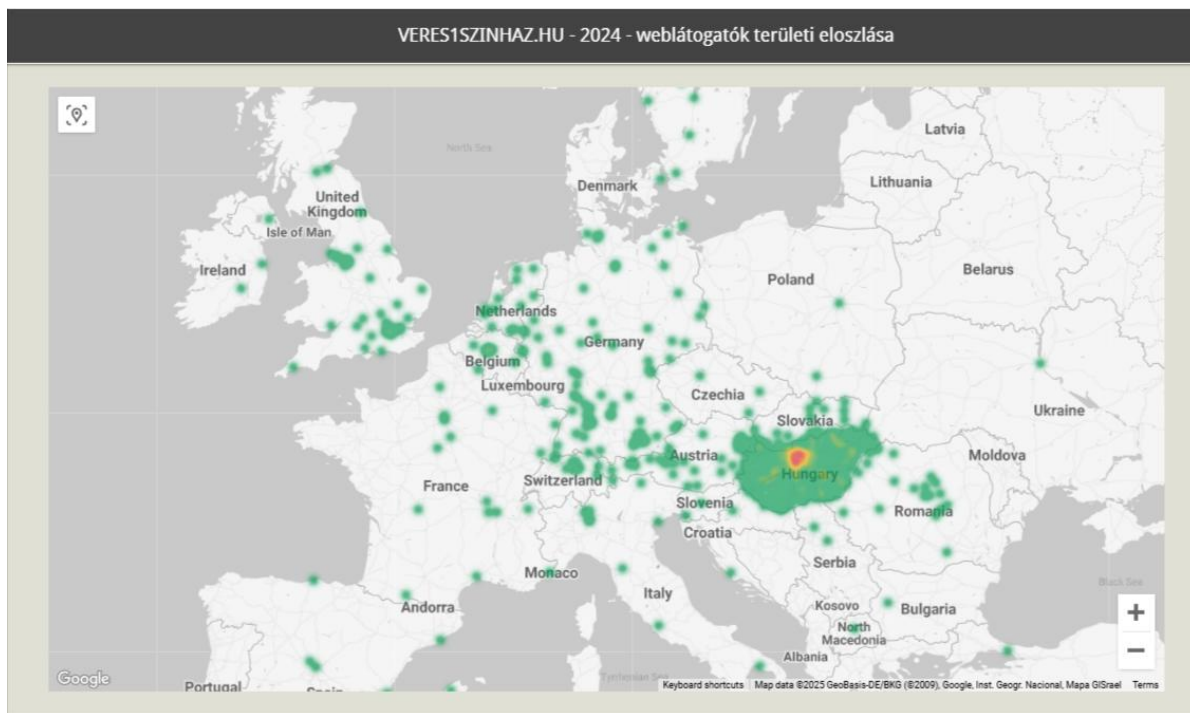 VERES1SZINHAZ.HU - 2024 - weblátogatók területi eloszlása
North Sea
Latvia
Denmark
Lithuania
United
Kingdom
Isle of Man
Ireland
Belarus
Poland
Netherlands
Germany
Belgium
Luxembourg
Czechia
Ukraine
Slovakia
Moldova
Austria
France
Switzerland
Hungary
Slovenia
Romania
Croatia
Serbia
Monaco
Italy
Black Sea
Andorra
Kosovo
Bulgaria
North
Macedonia
Albania
Portugal
Spain
Tyrrhenian Sea
Google
Keyboard shortcuts
Map data ©2025 GeoBasis-DE/BKG (©2009), Google, Inst. Geogr. Nacional, Mapa GISrael
Terms